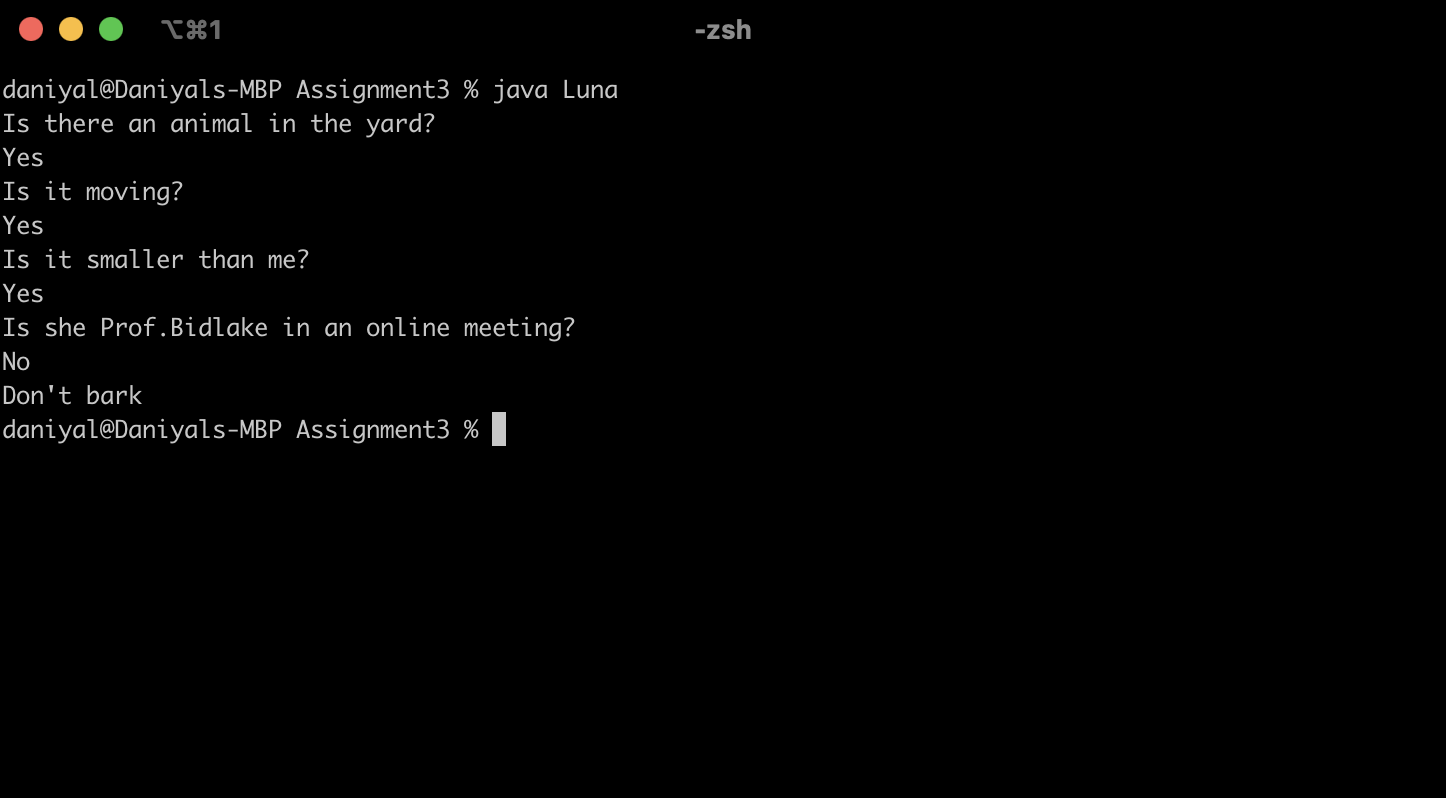 ⌥⌘1
-zsh
daniyal@Daniyals-MBP Assignment3 % java Luna
Is there an animal in the yard?
Yes
Is it moving?
Yes
Is it smaller than me?
Yes
Is she Prof.Bidlake in an online meeting?
No
Don't bark
daniyal@Daniyals-MBP Assignment3 %